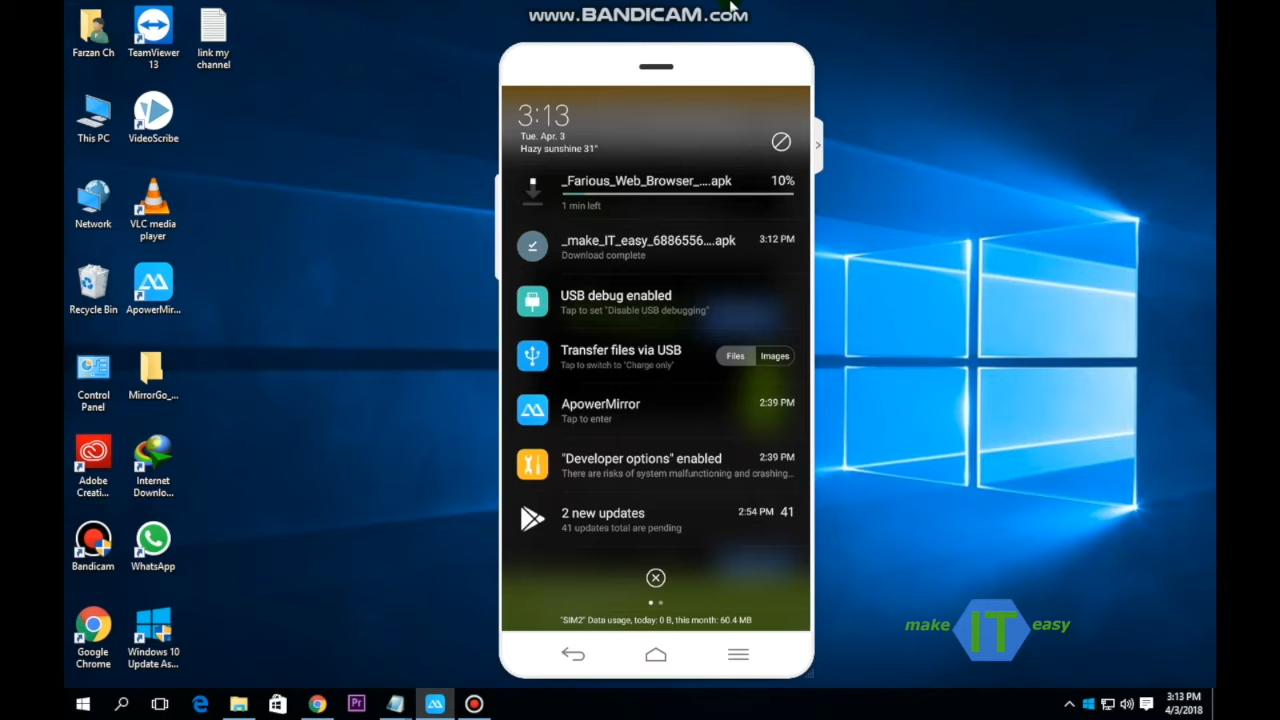 www.BANDICAM.com
Farzan Ch
TeamViewer
13
link my
channel
This PC
VideoScribe
Network
VLC media
player
Recycle Bin
ApowerMir...
Control
Panel
MirrorGo_...
Adobe
Creati...
Internet
Downlo...
Bandicam
WhatsApp
Google
Chrome
Windows 10
Update As...
3:13
Tue. Apr. 3
Hazy sunshine 31°
_Farious_Web_Browser_....apk 10%
1 min left
_make_IT_easy_6886556....apk 3:12 PM
Download complete
USB debug enabled
Tap to set "Disable USB debugging"
Transfer files via USB Files Images
Tap to switch to "Charge only"
ApowerMirror 2:39 PM
Tap to enter
"Developer options" enabled 2:39 PM
There are risks of system malfunctioning and crashing...
2 new updates 2:54 PM 41
41 updates total are pending
"SIM2" Data usage, today: 0 B, this month: 60.4 MB
make IT easy
Pr
3:13 PM
4/3/2018